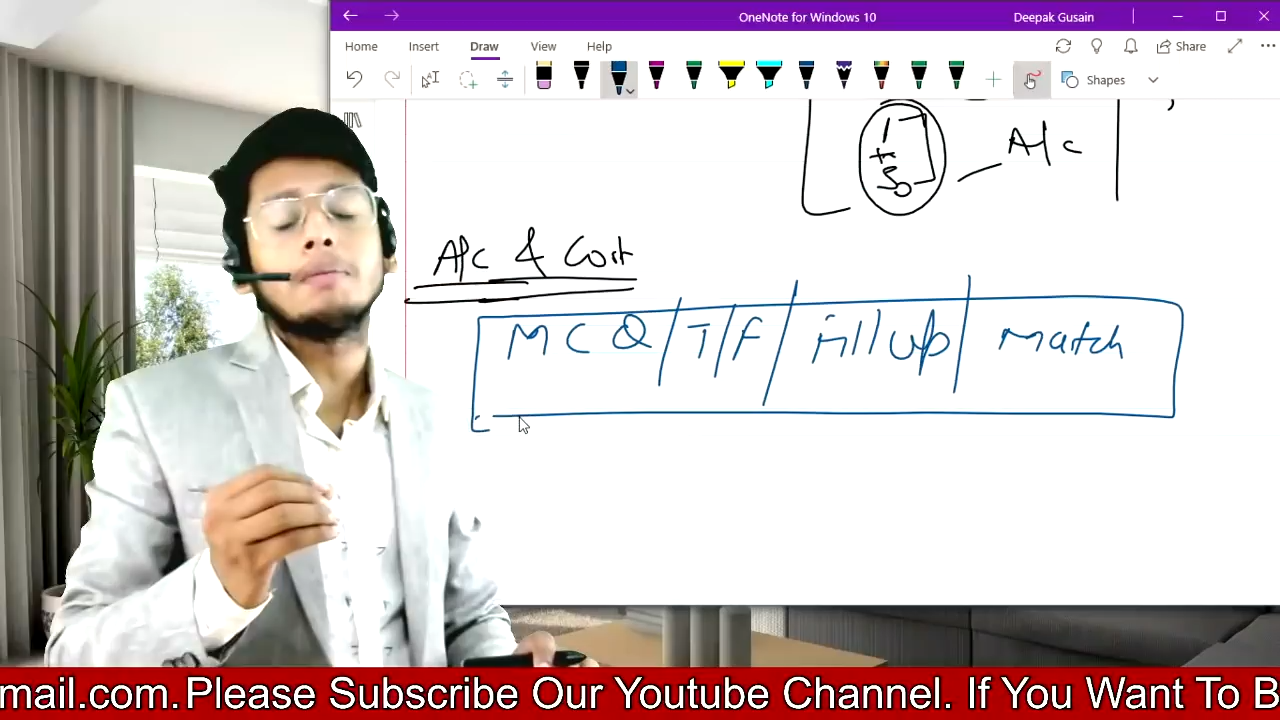 OneNote for Windows 10
Deepak Gusain
Home Insert Draw View Help
Share
Shapes
A/c
A/c & Cost
MCQ / T/F / Fill up / Match
mail.com. Please Subscribe Our Youtube Channel. If You Want To B